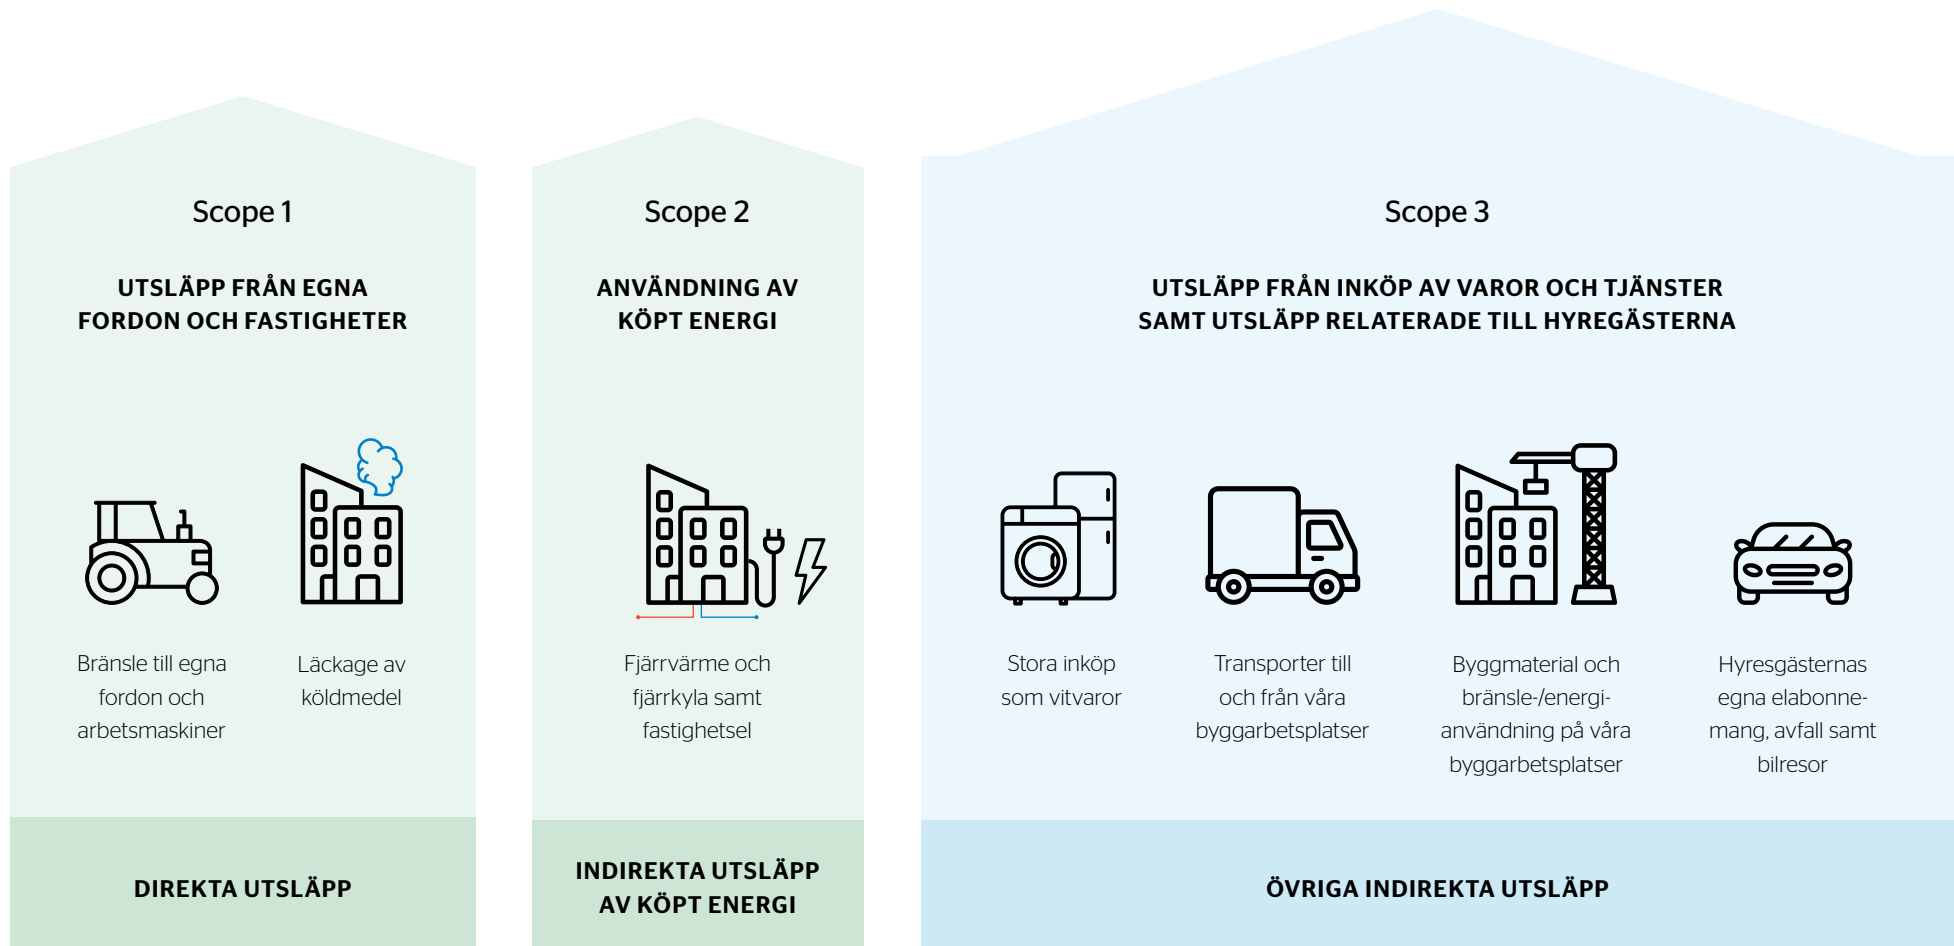 Scope 1
UTSLÄPP FRÅN EGNA
FORDON OCH FASTIGHETER
Bränsle till egna
fordon och
arbetsmaskiner
Läckage av
köldmedel
DIREKTA UTSLÄPP
Scope 2
ANVÄNDNING AV
KÖPT ENERGI
Fjärrvärme och
fjärrkyla samt
fastighetsel
INDIREKTA UTSLÄPP
AV KÖPT ENERGI
Scope 3
UTSLÄPP FRÅN INKÖP AV VAROR OCH TJÄNSTER
SAMT UTSLÄPP RELATERADE TILL HYREGÄSTERNA
Stora inköp
som vitvaror
Transporter till
och från våra
byggarbetsplatser
Byggmaterial och
bränsle-/energi-
användning på våra
byggarbetsplatser
Hyresgästernas
egna elabonne-
mang, avfall samt
bilresor
ÖVRIGA INDIREKTA UTSLÄPP